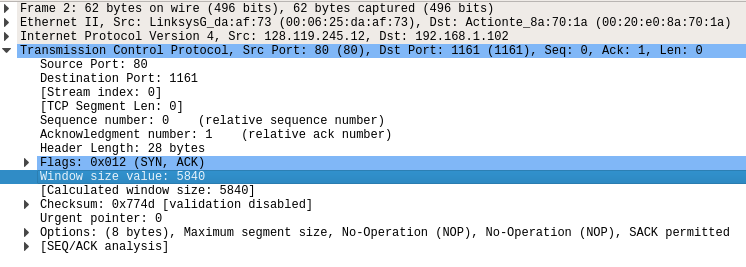 Frame 2: 62 bytes on wire (496 bits), 62 bytes captured (496 bits)
Ethernet II, Src: LinksysG_da:af:73 (00:06:25:da:af:73), Dst: Actionte_8a:70:1a (00:20:e0:8a:70:1a)
Internet Protocol Version 4, Src: 128.119.245.12, Dst: 192.168.1.102
Transmission Control Protocol, Src Port: 80 (80), Dst Port: 1161 (1161), Seq: 0, Ack: 1, Len: 0
Source Port: 80
Destination Port: 1161
[Stream index: 0]
[TCP Segment Len: 0]
Sequence number: 0    (relative sequence number)
Acknowledgment number: 1    (relative ack number)
Header Length: 28 bytes
Flags: 0x012 (SYN, ACK)
Window size value: 5840
[Calculated window size: 5840]
Checksum: 0x774d [validation disabled]
Urgent pointer: 0
Options: (8 bytes), Maximum segment size, No-Operation (NOP), No-Operation (NOP), SACK permitted
[SEQ/ACK analysis]